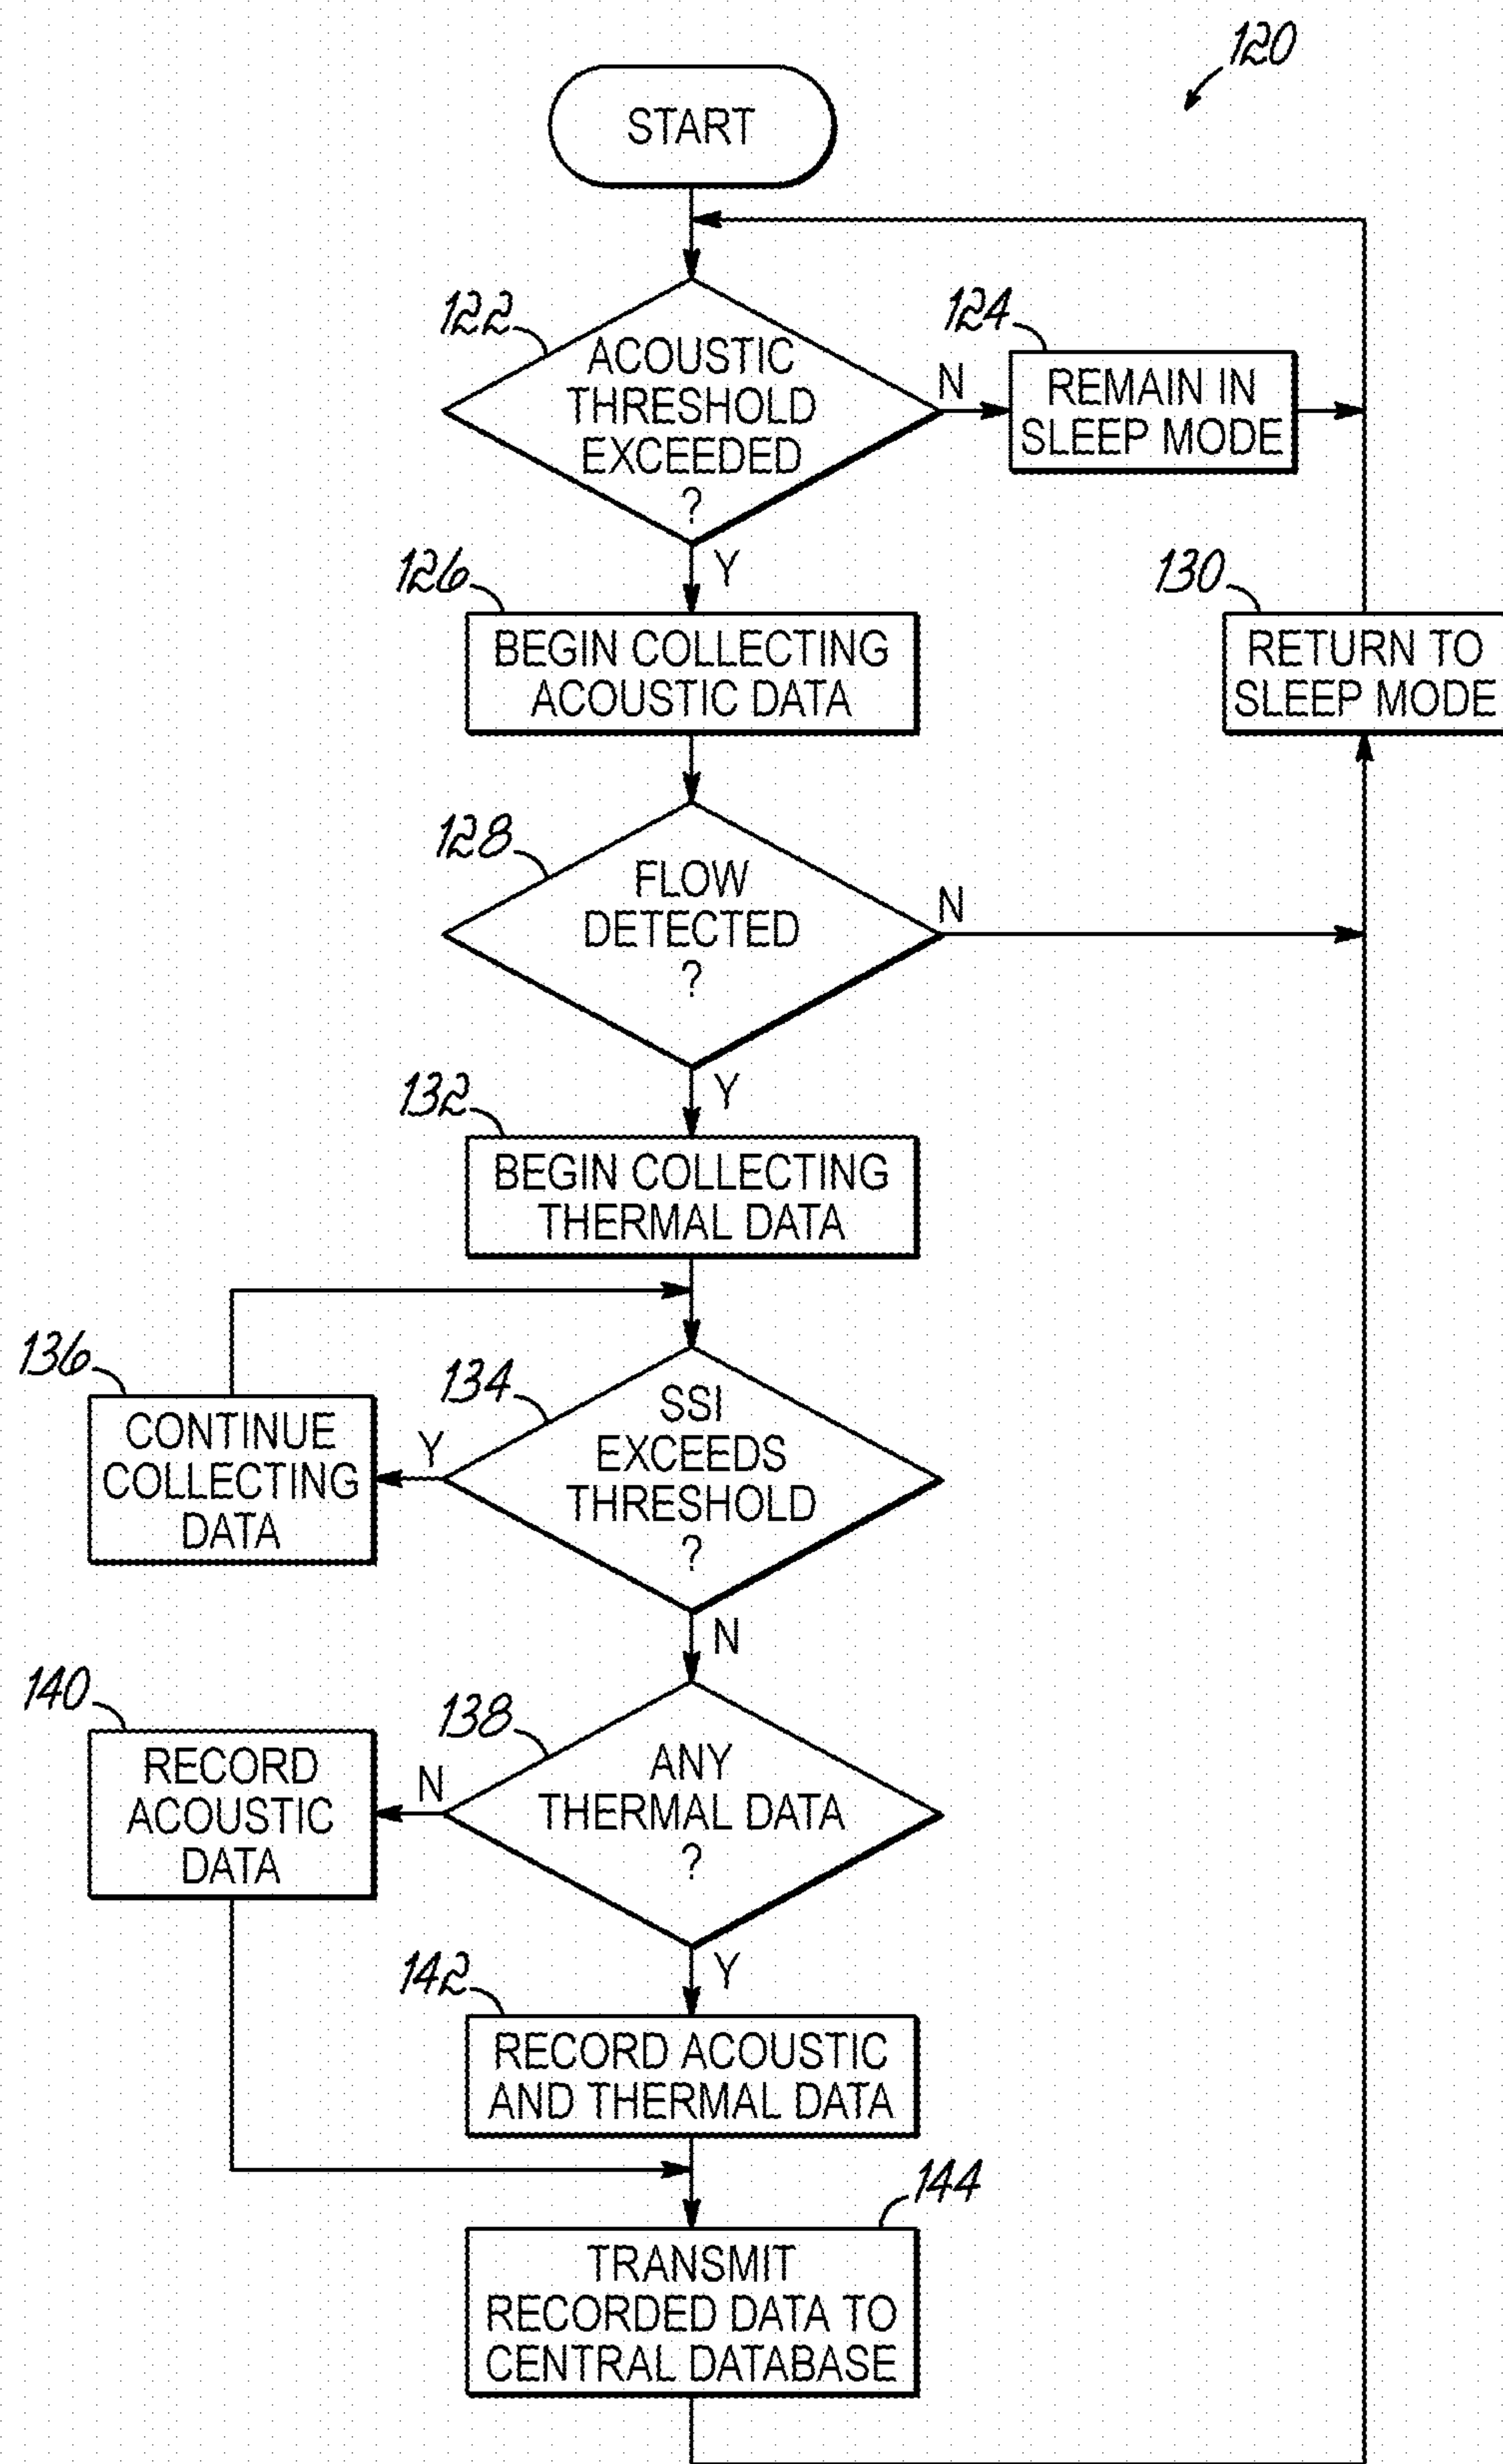 120
START
122
ACOUSTIC
THRESHOLD
EXCEEDED
?
N
124
REMAIN IN
SLEEP MODE
Y
126
BEGIN COLLECTING
ACOUSTIC DATA
130
RETURN TO
SLEEP MODE
128
FLOW
DETECTED
?
N
Y
132
BEGIN COLLECTING
THERMAL DATA
136
CONTINUE
COLLECTING
DATA
Y
134
SSI
EXCEEDS
THRESHOLD
?
N
140
RECORD
ACOUSTIC
DATA
N
138
ANY
THERMAL DATA
?
Y
142
RECORD ACOUSTIC
AND THERMAL DATA
144
TRANSMIT
RECORDED DATA TO
CENTRAL DATABASE